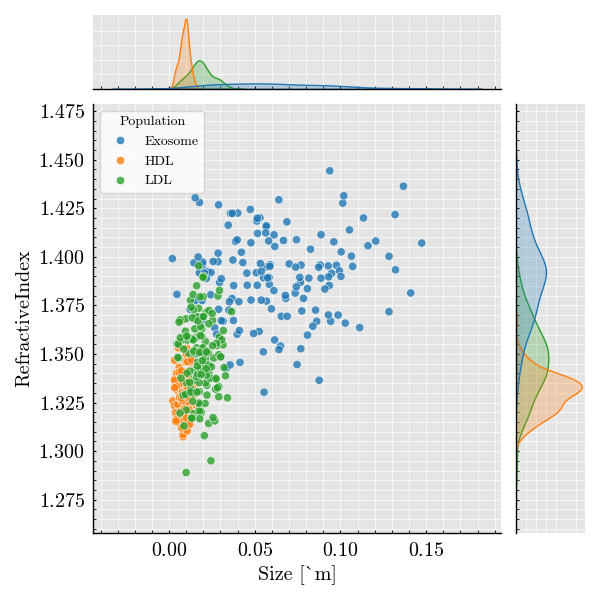 Population
Exosome
HDL
LDL
RefractiveIndex
1.475
1.450
1.425
1.400
1.375
1.350
1.325
1.300
1.275
0.00 0.05 0.10 0.15
Size [`m]